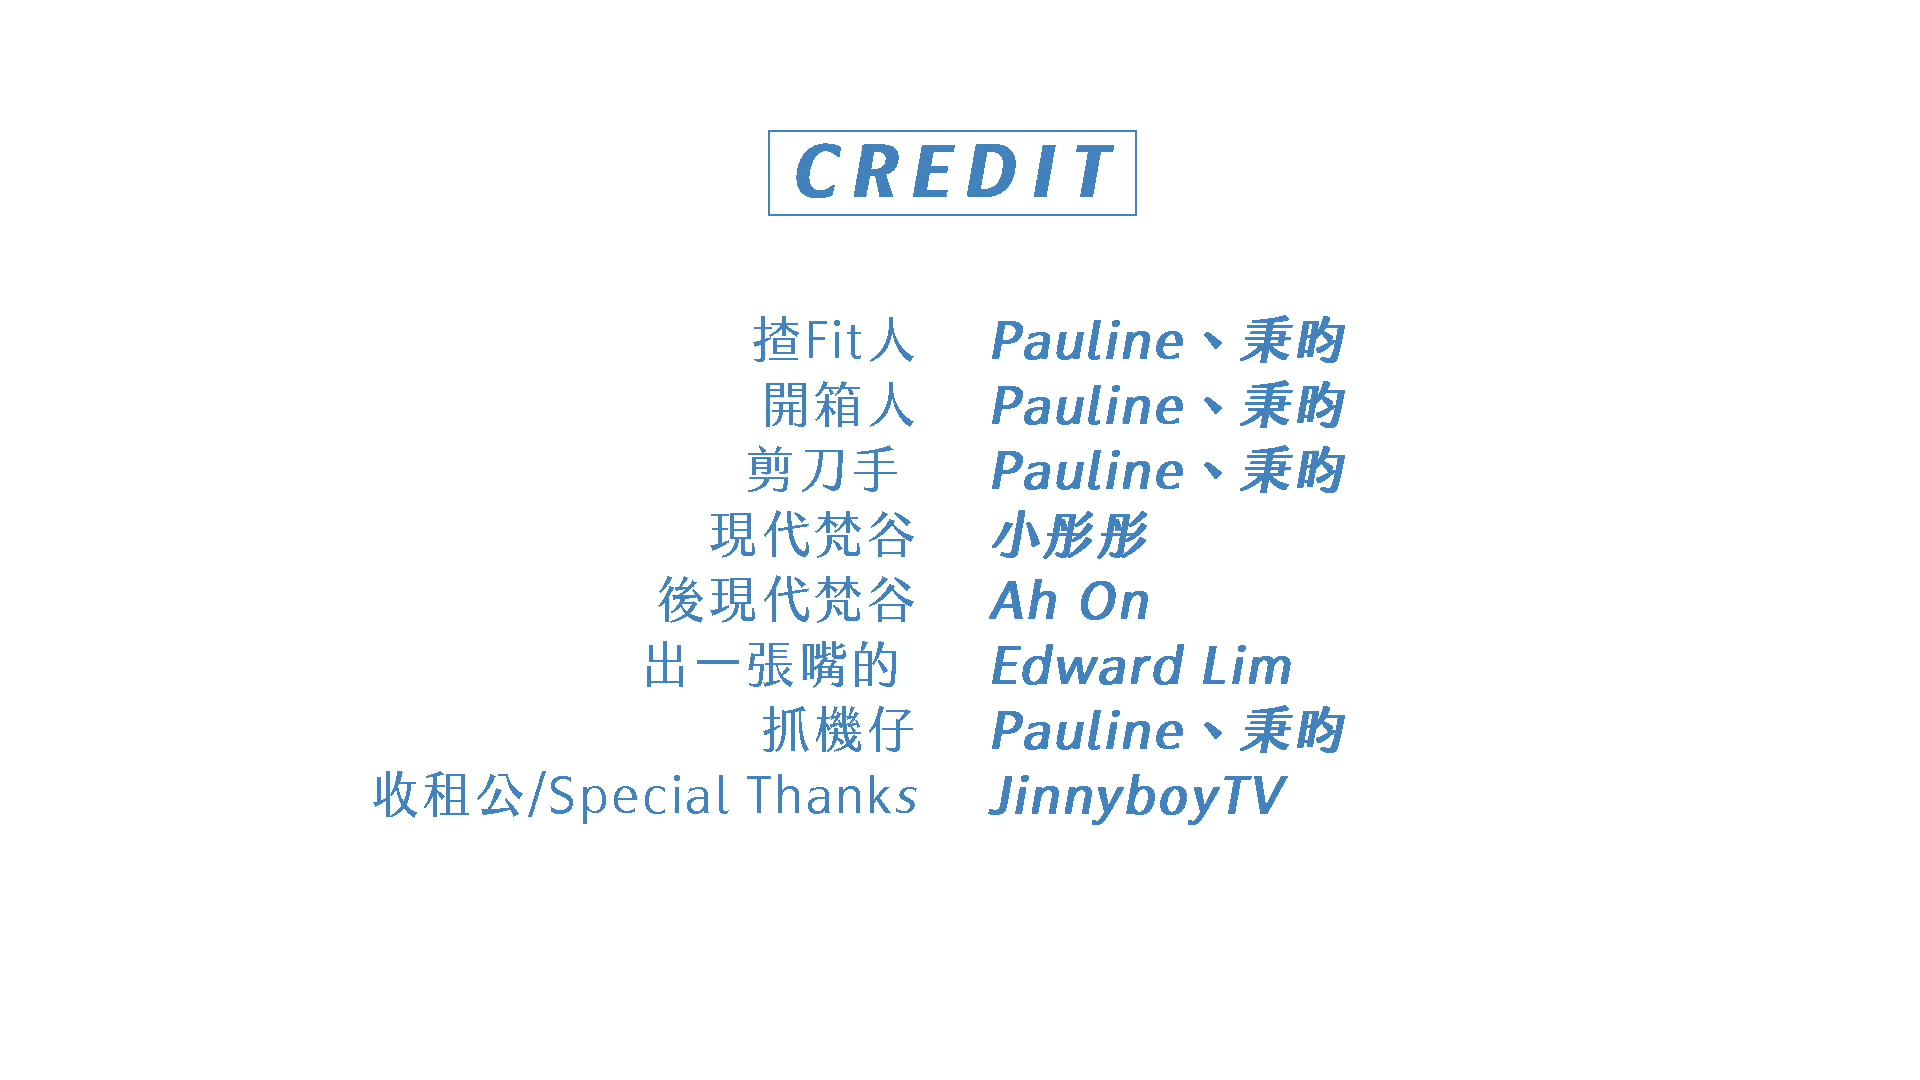 CREDIT
揸Fit人 Pauline、秉昀
開箱人 Pauline、秉昀
剪刀手 Pauline、秉昀
現代梵谷 小彤彤
後現代梵谷 Ah On
出一張嘴的 Edward Lim
抓機仔 Pauline、秉昀
收租公/Special Thanks JinnyboyTV